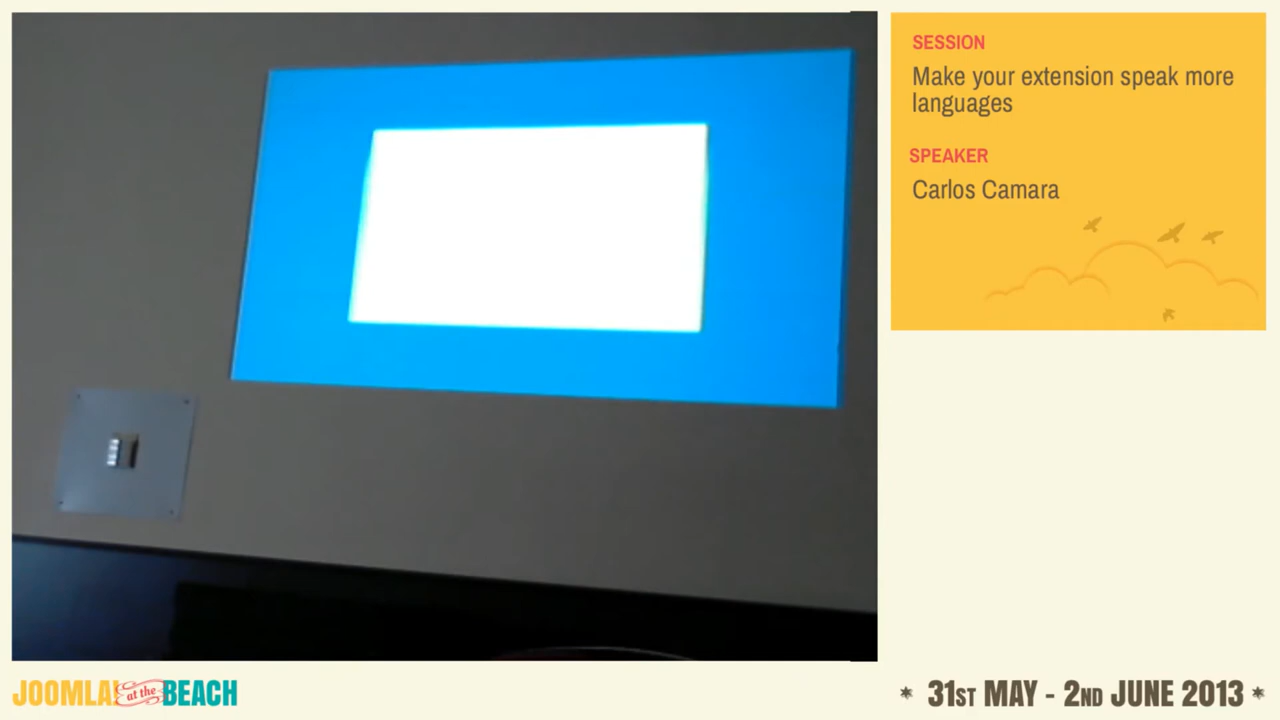 SESSION
Make your extension speak more
languages
SPEAKER
Carlos Camara
JOOMLA! at the BEACH
* 31ST MAY - 2ND JUNE 2013 *